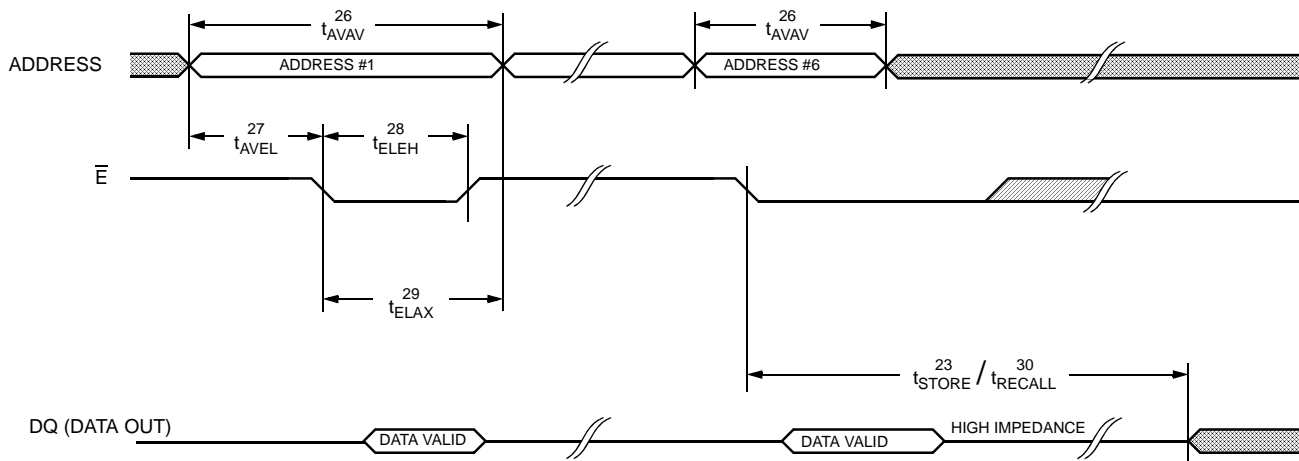 26
tAVAV
26
tAVAV
ADDRESS
ADDRESS #1
ADDRESS #6
27
tAVEL
28
tELEH
E
29
tELAX
23 30
tSTORE / tRECALL
DQ (DATA OUT)
DATA VALID
DATA VALID
HIGH IMPEDANCE